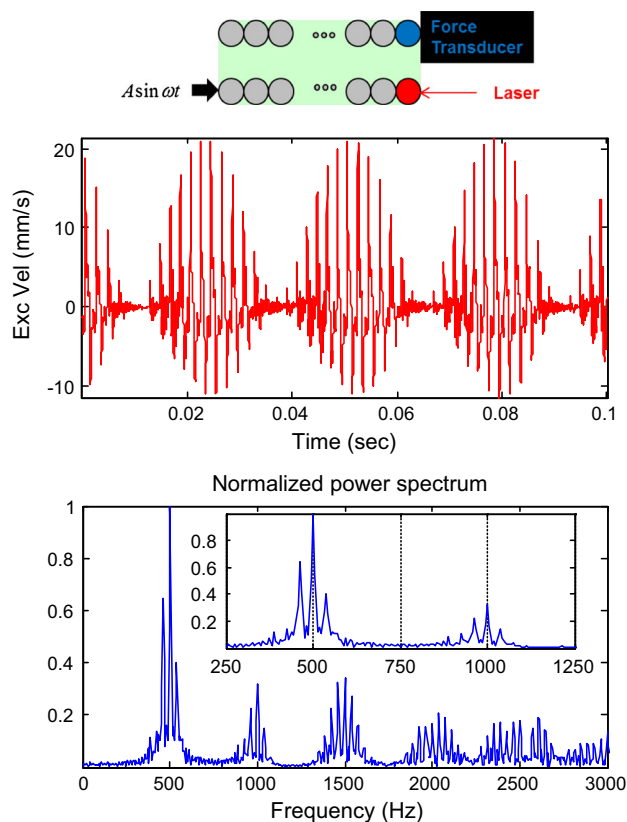 Force
Transducer
A sin ωt
Laser
20
10
0
-10
Exc Vel (mm/s)
0.02 0.04 0.06 0.08 0.1
Time (sec)
Normalized power spectrum
1
0.8
0.6
0.4
0.2
0.8
0.6
0.4
0.2
250 500 750 1000 1250
0 500 1000 1500 2000 2500 3000
Frequency (Hz)